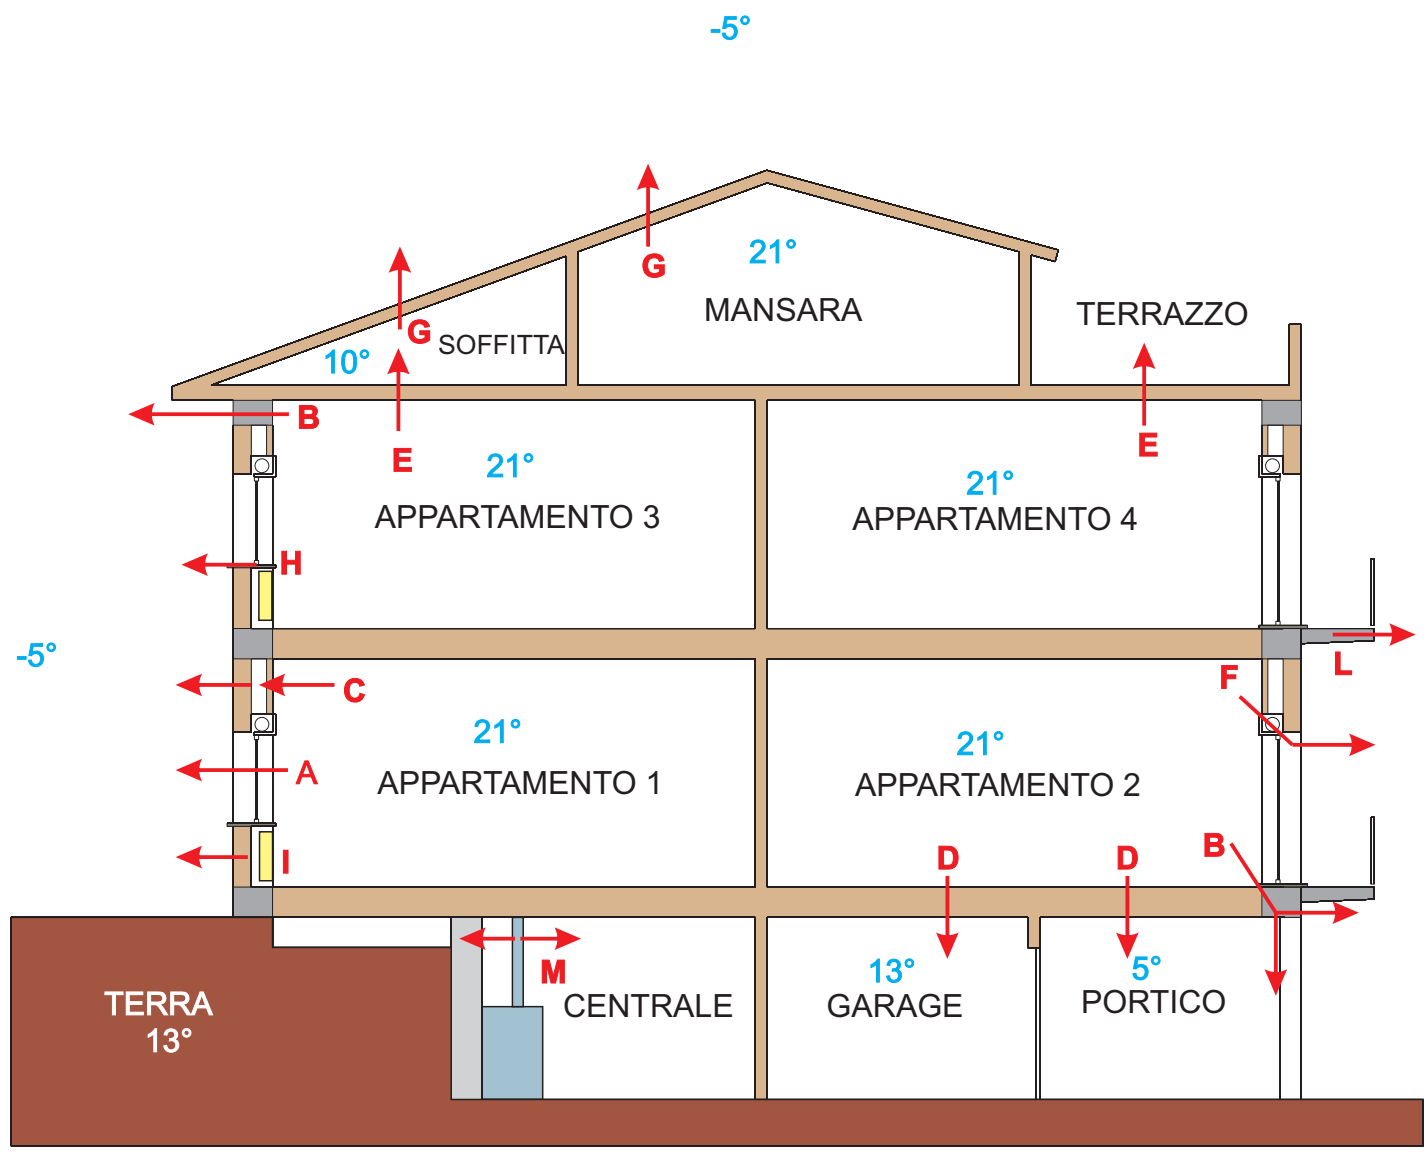 -5°
21°
G
MANSARA
TERRAZZO
G
SOFFITTA
10°
B
E
E
21°
APPARTAMENTO 3
21°
APPARTAMENTO 4
H
-5°
L
C
F
21°
APPARTAMENTO 1
A
21°
APPARTAMENTO 2
I
D
D
B
M
CENTRALE
13°
GARAGE
5°
PORTICO
TERRA
13°